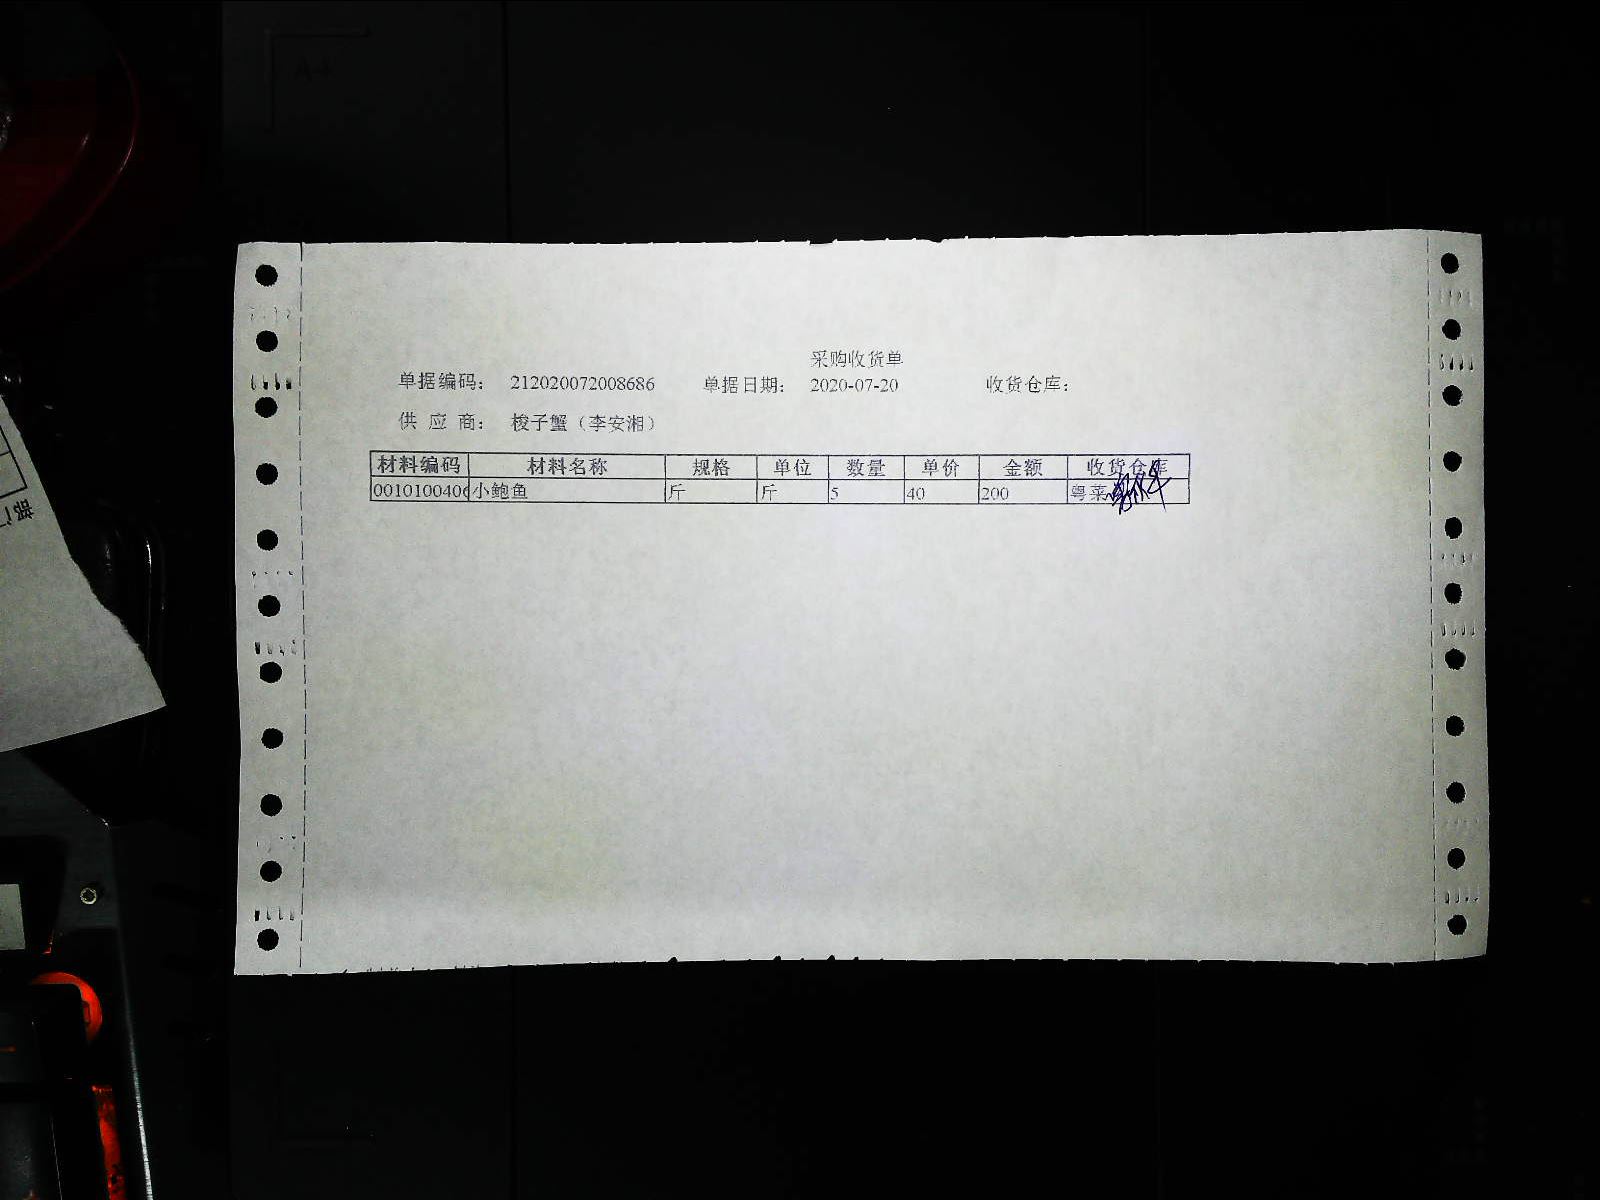 采购收货单
单据编码： 212020072008686 单据日期： 2020-07-20 收货仓库：
供 应 商： 梭子蟹（李安湘）
材料编码 材料名称 规格 单位 数量 单价 金额 收货仓库
0010100406 小鲍鱼 斤 斤 5 40 200 粤菜
部门